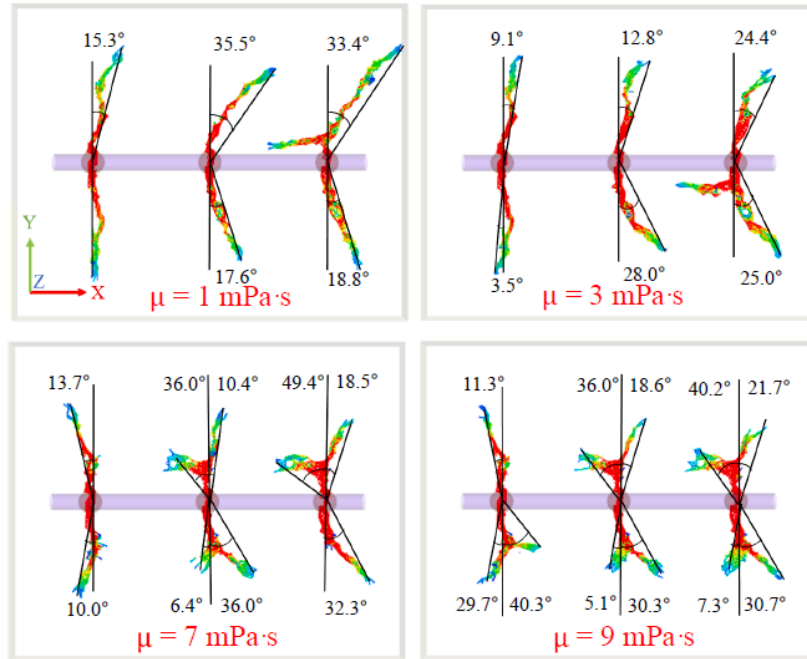 15.3° 35.5° 33.4°
17.6° 18.8°
Y
Z
X
μ = 1 mPa·s
9.1° 12.8° 24.4°
3.5° 28.0° 25.0°
μ = 3 mPa·s
13.7° 36.0° 10.4° 49.4° 18.5°
10.0° 6.4° 36.0° 32.3°
μ = 7 mPa·s
11.3° 36.0° 18.6° 40.2° 21.7°
29.7° 40.3° 5.1° 30.3° 7.3° 30.7°
μ = 9 mPa·s